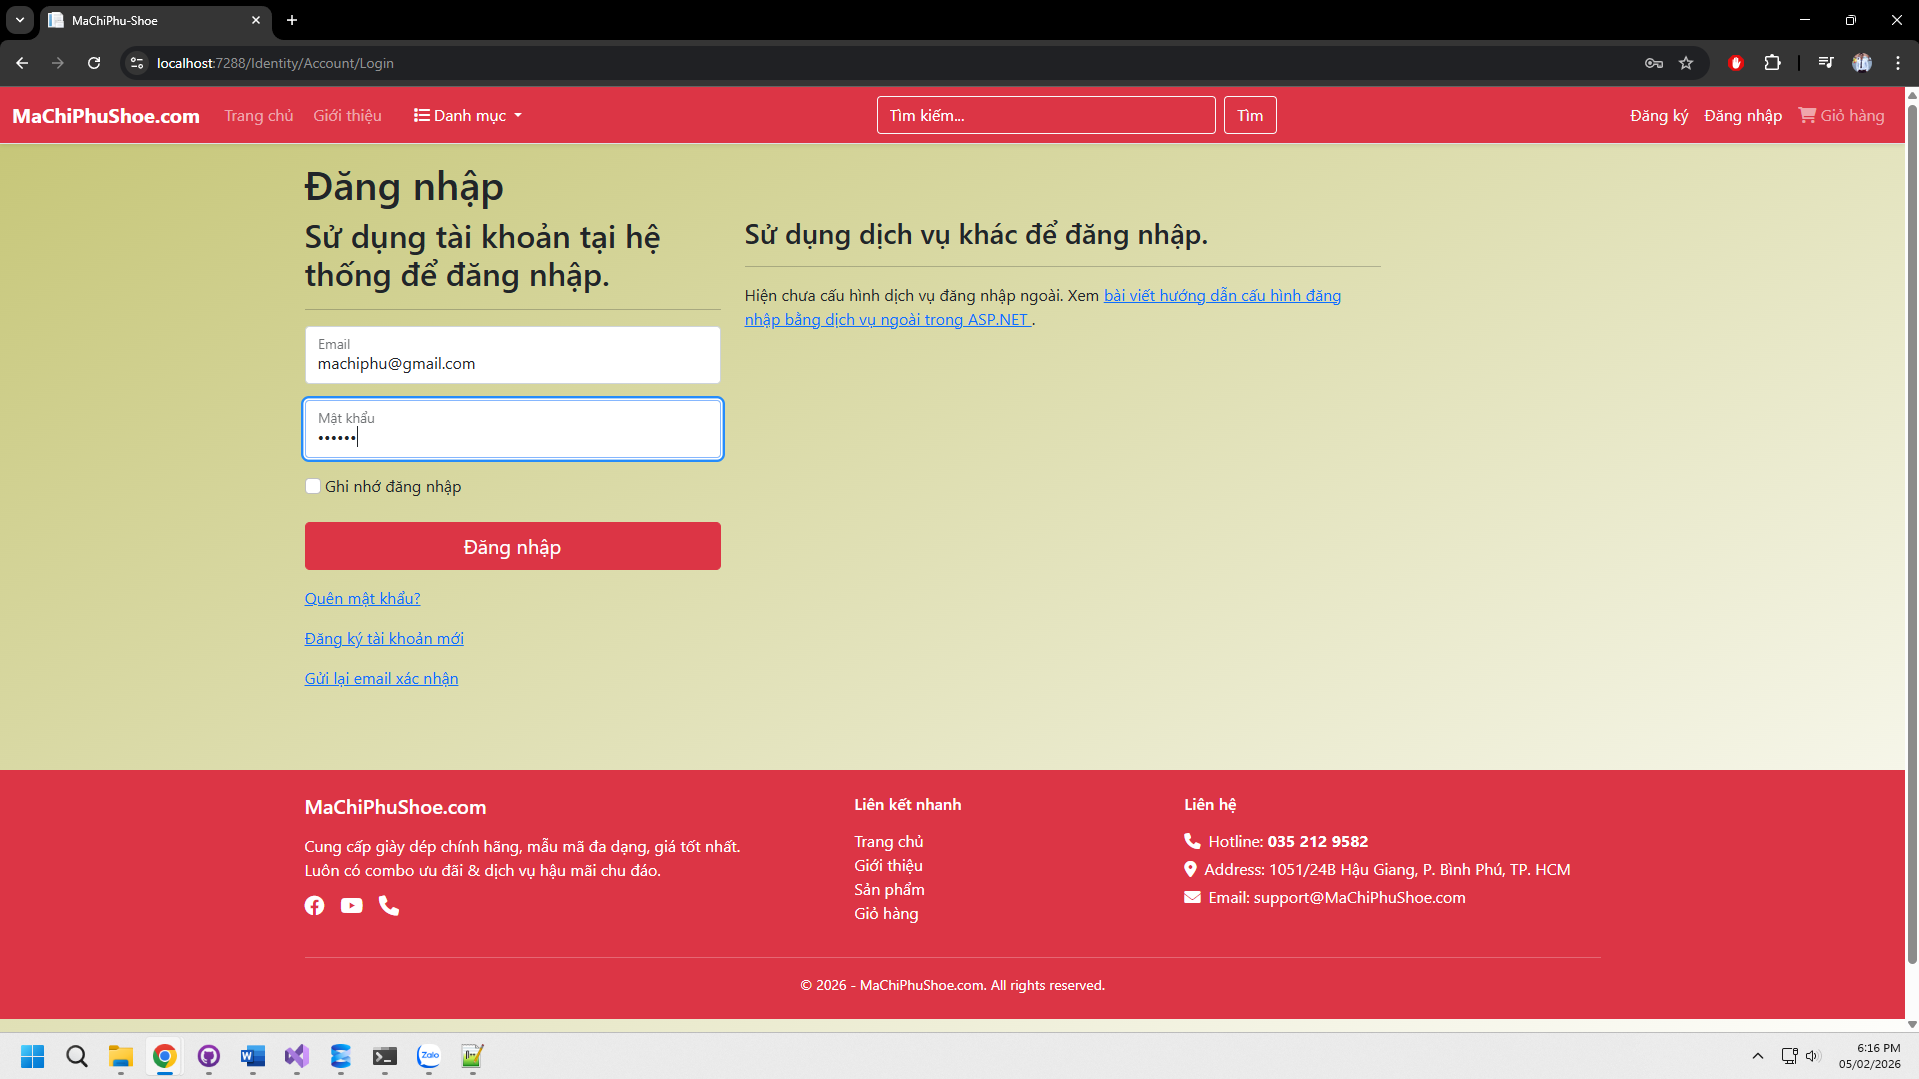 MaChiPhu-Shoe
localhost:7288/Identity/Account/Login
MaChiPhuShoe.com
Trang chủ
Giới thiệu
Danh mục
Tìm kiếm...
Tìm
Đăng ký
Đăng nhập
Giỏ hàng
Đăng nhập
Sử dụng tài khoản tại hệ
thống để đăng nhập.
Email
machiphu@gmail.com
Mật khẩu
••••••
Ghi nhớ đăng nhập
Đăng nhập
Quên mật khẩu?
Đăng ký tài khoản mới
Gửi lại email xác nhận
Sử dụng dịch vụ khác để đăng nhập.
Hiện chưa cấu hình dịch vụ đăng nhập ngoài. Xem bài viết hướng dẫn cấu hình đăng
nhập bằng dịch vụ ngoài trong ASP.NET .
MaChiPhuShoe.com
Cung cấp giày dép chính hãng, mẫu mã đa dạng, giá tốt nhất.
Luôn có combo ưu đãi & dịch vụ hậu mãi chu đáo.
Liên kết nhanh
Trang chủ
Giới thiệu
Sản phẩm
Giỏ hàng
Liên hệ
Hotline: 035 212 9582
Address: 1051/24B Hậu Giang, P. Bình Phú, TP. HCM
Email: support@MaChiPhuShoe.com
© 2026 - MaChiPhuShoe.com. All rights reserved.
Zalo
6:16 PM
05/02/2026